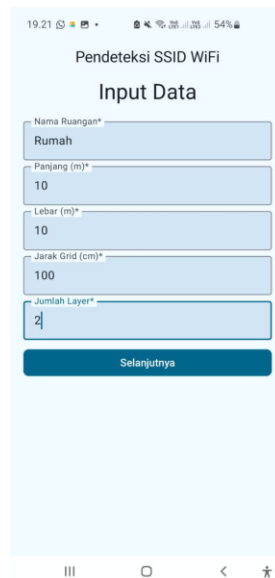 19.21 54%
Pendeteksi SSID WiFi
Input Data
Nama Ruangan*
Rumah
Panjang (m)*
10
Lebar (m)*
10
Jarak Grid (cm)*
100
Jumlah Layer*
2
Selanjutnya